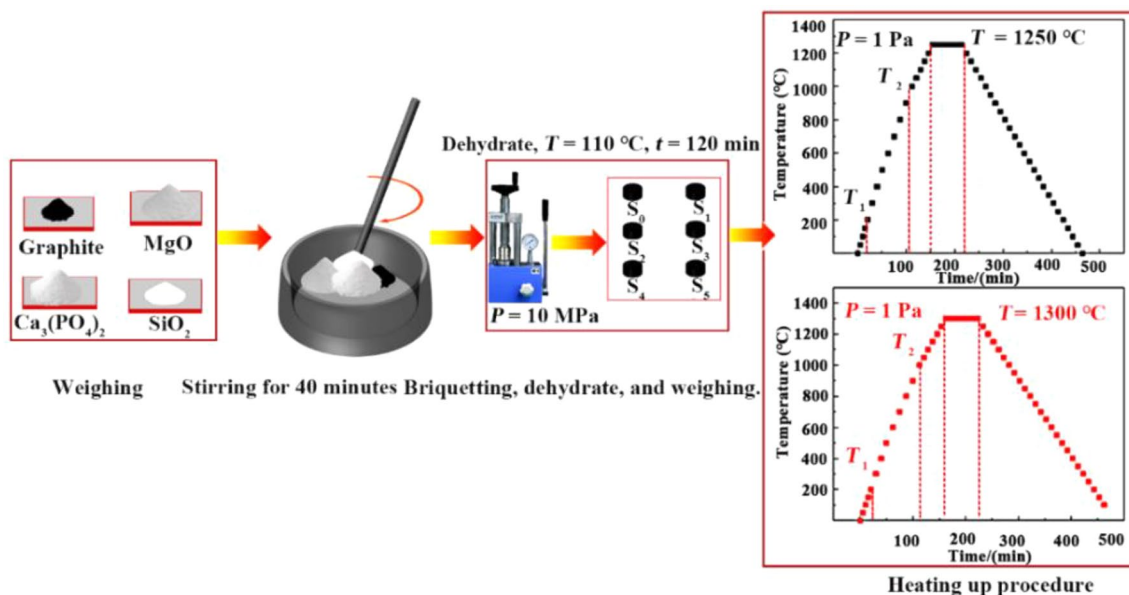 Graphite
MgO
Ca3(PO4)2
SiO2
Weighing
Stirring for 40 minutes
Dehydrate, T = 110 °C, t = 120 min
P = 10 MPa
S0
S1
S2
S3
S4
S5
Briquetting, dehydrate, and weighing.
P = 1 Pa
T = 1250 °C
T1
T2
Temperature (°C)
1400
1200
1000
800
600
400
200
100
200
300
400
500
Time/(min)
P = 1 Pa
T = 1300 °C
T1
T2
Temperature (°C)
1400
1200
1000
800
600
400
200
100
200
300
400
500
Time/(min)
Heating up procedure